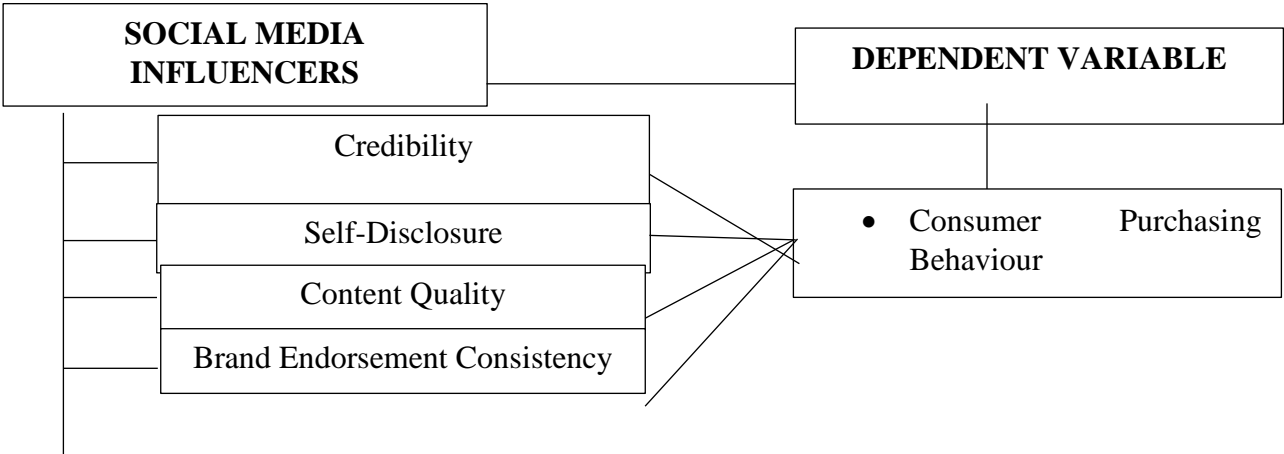 SOCIAL MEDIA
INFLUENCERS
DEPENDENT VARIABLE
Credibility
Self-Disclosure
Content Quality
Brand Endorsement Consistency
• Consumer Purchasing
Behaviour